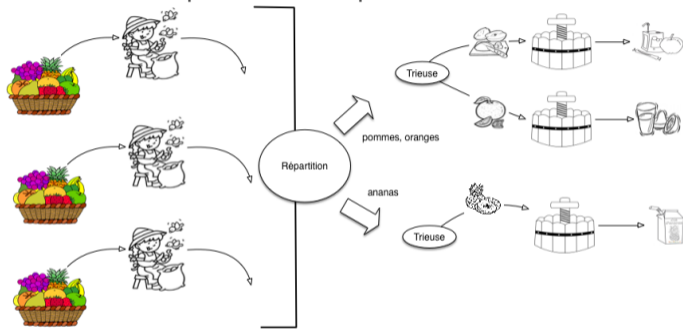 Trieuse
pommes, oranges
Répartition
ananas
Trieuse